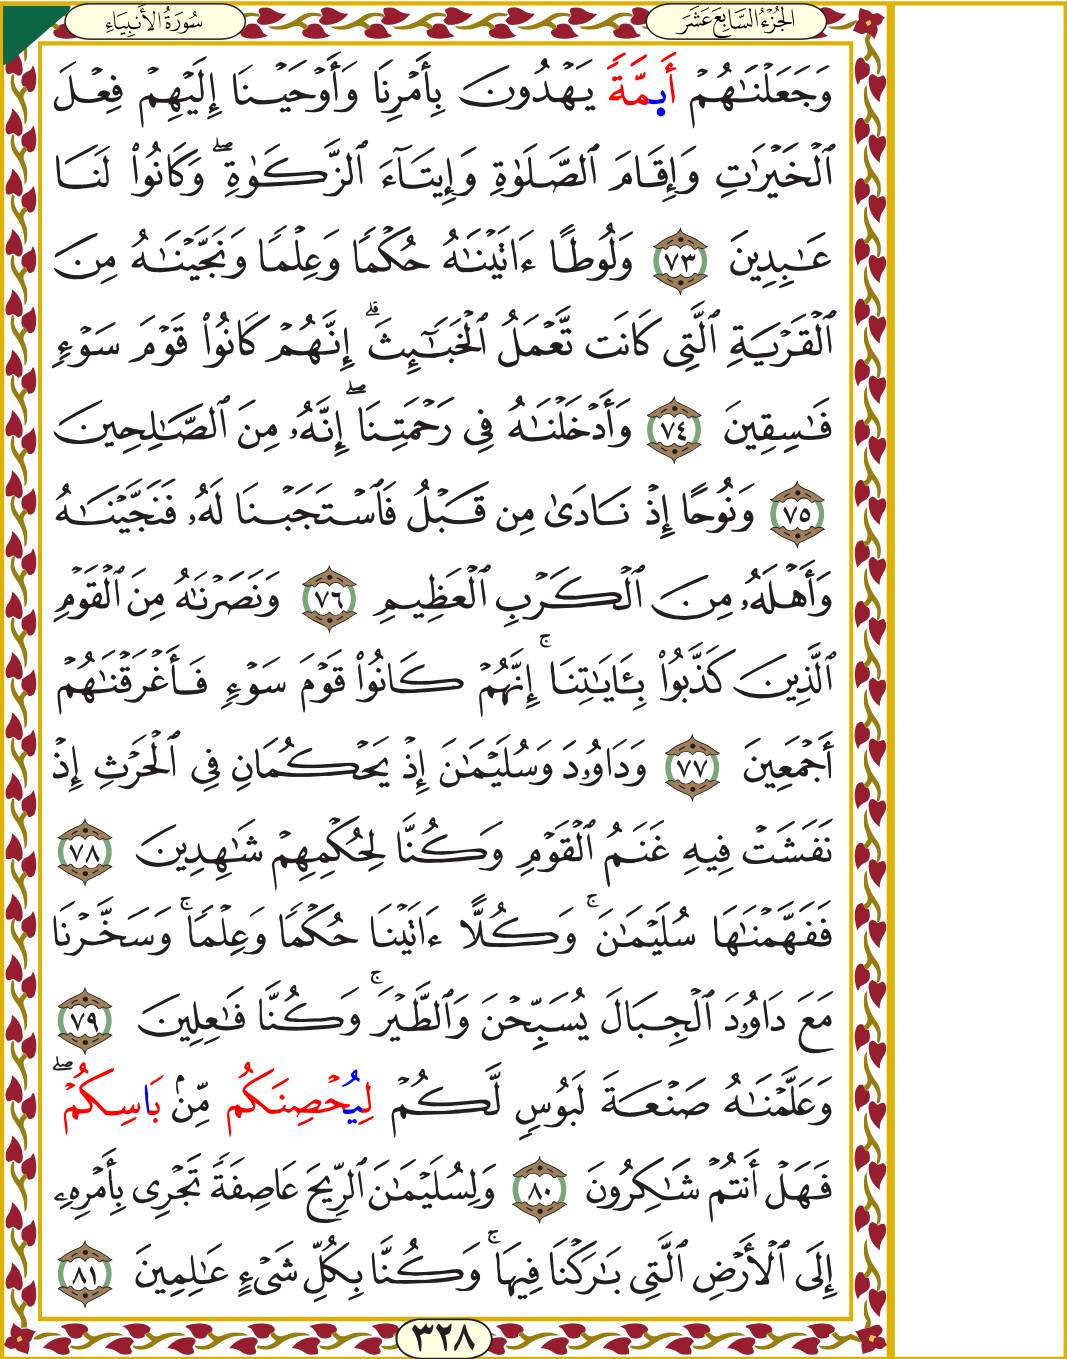 الجُزْءُ السَّابِعَ عَشَرَ
سُورَةُ الأَنبِيَاءِ
وَجَعَلْنَٰهُمْ أَىِٕمَّةً يَهْدُونَ بِأَمْرِنَا وَأَوْحَيْنَا إِلَيْهِمْ فِعْلَ
ٱلْخَيْرَٰتِ وَإِقَامَ ٱلصَّلَوٰةِ وَإِيتَآءَ ٱلزَّكَوٰةِ ۖ وَكَانُوا۟ لَنَا
عَٰبِدِينَ ٧٣ وَلُوطًا ءَاتَيْنَٰهُ حُكْمًا وَعِلْمًا وَنَجَّيْنَٰهُ مِنَ
ٱلْقَرْيَةِ ٱلَّتِى كَانَت تَّعْمَلُ ٱلْخَبَٰٓئِثَ ۗ إِنَّهُمْ كَانُوا۟ قَوْمَ سَوْءٍ
فَٰسِقِينَ ٧٤ وَأَدْخَلْنَٰهُ فِى رَحْمَتِنَا ۖ إِنَّهُۥ مِنَ ٱلصَّٰلِحِينَ
٧٥ وَنُوحًا إِذْ نَادَىٰ مِن قَبْلُ فَٱسْتَجَبْنَا لَهُۥ فَنَجَّيْنَٰهُ
وَأَهْلَهُۥ مِنَ ٱلْكَرْبِ ٱلْعَظِيمِ ٧٦ وَنَصَرْنَٰهُ مِنَ ٱلْقَوْمِ
ٱلَّذِينَ كَذَّبُوا۟ بِـَٔايَٰتِنَا ۚ إِنَّهُمْ كَانُوا۟ قَوْمَ سَوْءٍ فَأَغْرَقْنَٰهُمْ
أَجْمَعِينَ ٧٧ وَدَاوُۥدَ وَسُلَيْمَٰنَ إِذْ يَحْكُمَانِ فِى ٱلْحَرْثِ إِذْ
نَفَشَتْ فِيهِ غَنَمُ ٱلْقَوْمِ وَكُنَّا لِحُكْمِهِمْ شَٰهِدِينَ ٧٨
فَفَهَّمْنَٰهَا سُلَيْمَٰنَ ۚ وَكُلًّا ءَاتَيْنَا حُكْمًا وَعِلْمًا ۚ وَسَخَّرْنَا
مَعَ دَاوُۥدَ ٱلْجِبَالَ يُسَبِّحْنَ وَٱلطَّيْرَ ۚ وَكُنَّا فَٰعِلِينَ ٧٩
وَعَلَّمْنَٰهُ صَنْعَةَ لَبُوسٍ لَّكُمْ لِيُحْصِنَكُم مِّنۢ بَاسِكُمْ ۖ
فَهَلْ أَنتُمْ شَٰكِرُونَ ٨٠ وَلِسُلَيْمَٰنَ ٱلرِّيحَ عَاصِفَةً تَجْرِى بِأَمْرِهِۦٓ
إِلَى ٱلْأَرْضِ ٱلَّتِى بَٰرَكْنَا فِيهَا ۚ وَكُنَّا بِكُلِّ شَىْءٍ عَٰلِمِينَ ٨١
٣٢٨